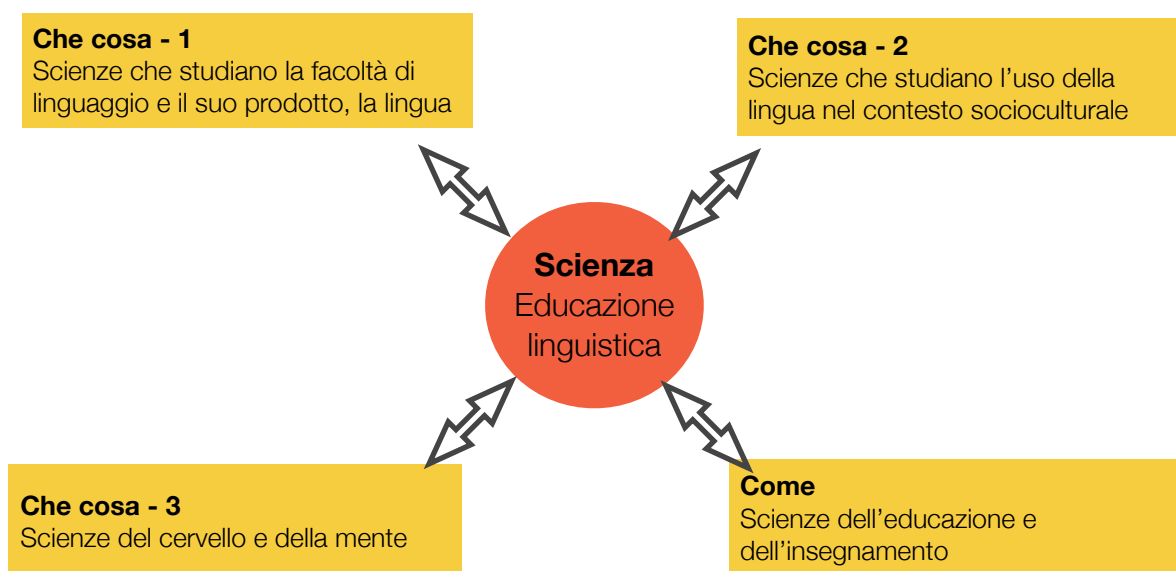 Che cosa - 1
Scienze che studiano la facoltà di
linguaggio e il suo prodotto, la lingua
Che cosa - 2
Scienze che studiano l’uso della
lingua nel contesto socioculturale
Scienza
Educazione
linguistica
Che cosa - 3
Scienze del cervello e della mente
Come
Scienze dell’educazione e
dell’insegnamento